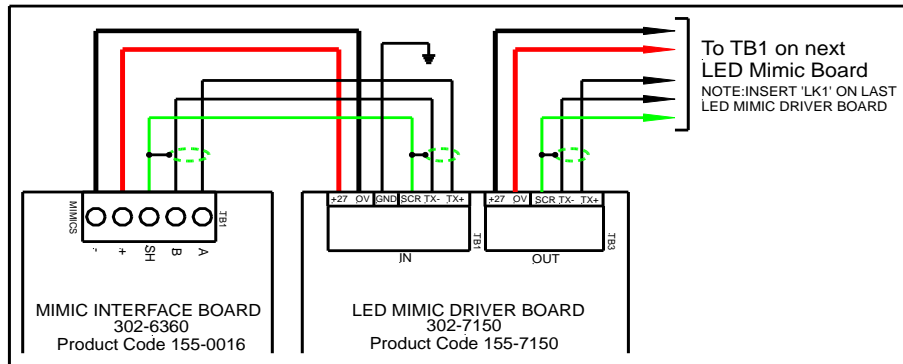 To TB1 on next
LED Mimic Board
NOTE:INSERT 'LK1' ON LAST
LED MIMIC DRIVER BOARD
+27 OV GND SCR TX- TX+
+27 OV SCR TX- TX+
MIMICS
TB1
- + SH B A
TB1
IN
TB3
OUT
MIMIC INTERFACE BOARD
302-6360
Product Code 155-0016
LED MIMIC DRIVER BOARD
302-7150
Product Code 155-7150